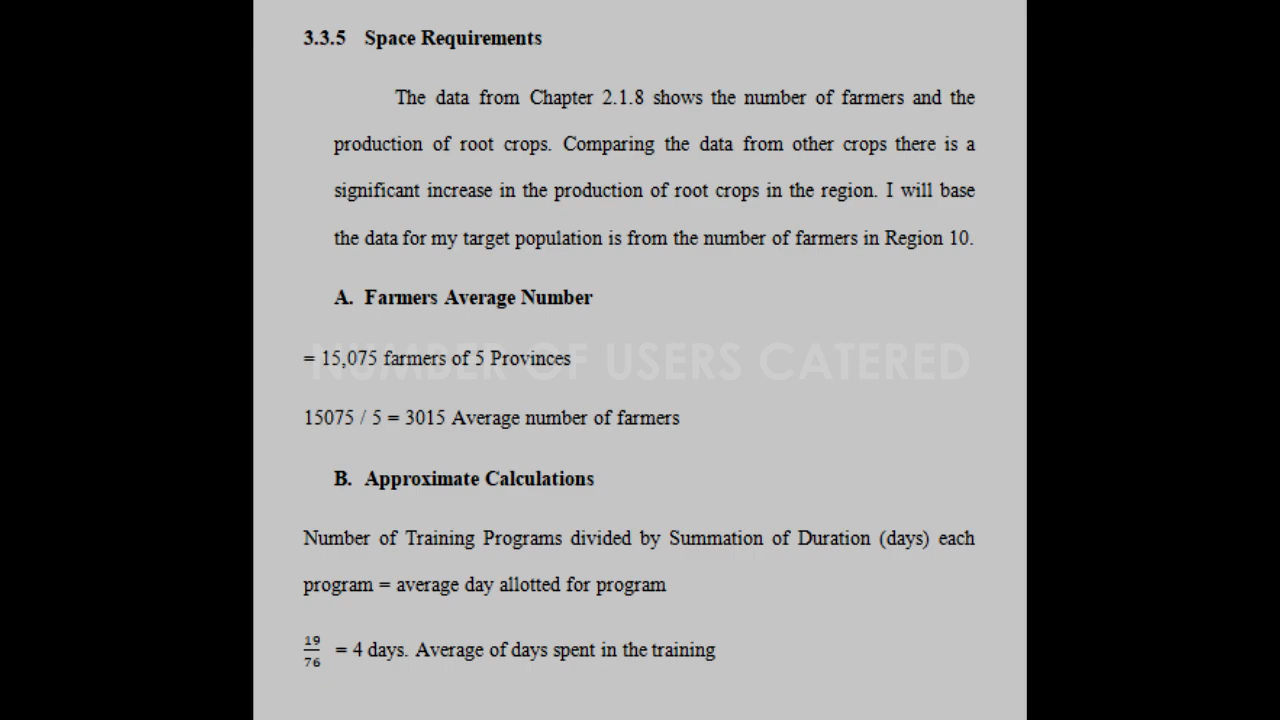 3.3.5 Space Requirements
The data from Chapter 2.1.8 shows the number of farmers and the
production of root crops. Comparing the data from other crops there is a
significant increase in the production of root crops in the region. I will base
the data for my target population is from the number of farmers in Region 10.
A. Farmers Average Number
= 15,075 farmers of 5 Provinces
NUMBER OF USERS CATERED
15075 / 5 = 3015 Average number of farmers
B. Approximate Calculations
Number of Training Programs divided by Summation of Duration (days) each
program = average day allotted for program
19/76 = 4 days. Average of days spent in the training